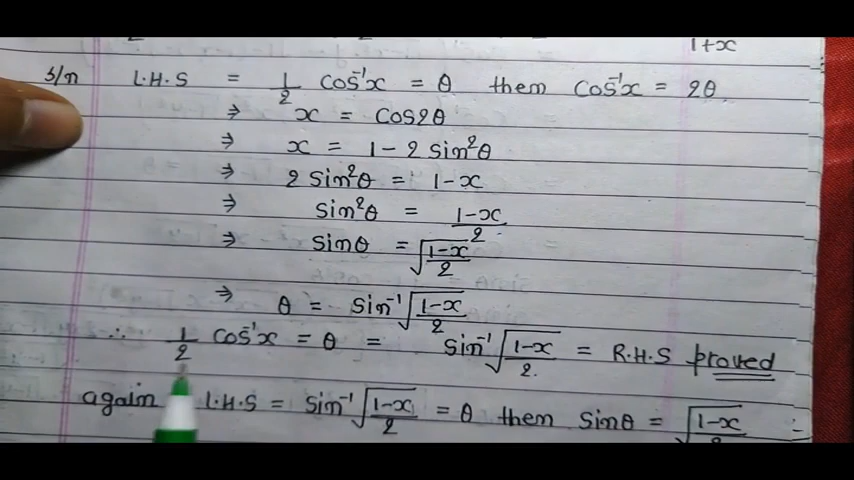 1+x
s/n L.H.S = 1/2 Cos⁻¹x = θ them Cos⁻¹x = 2θ
⇒ x = Cos2θ
⇒ x = 1 - 2 Sin²θ
⇒ 2 Sin²θ = 1-x
⇒ Sin²θ = (1-x)/2
⇒ Sinθ = √((1-x)/2)
⇒ θ = Sin⁻¹ √((1-x)/2)
∴ 1/2 Cos⁻¹x = θ = Sin⁻¹ √((1-x)/2) = R.H.S proved
again L.H.S = Sin⁻¹ √((1-x)/2) = θ then Sinθ = √((1-x)/2) =